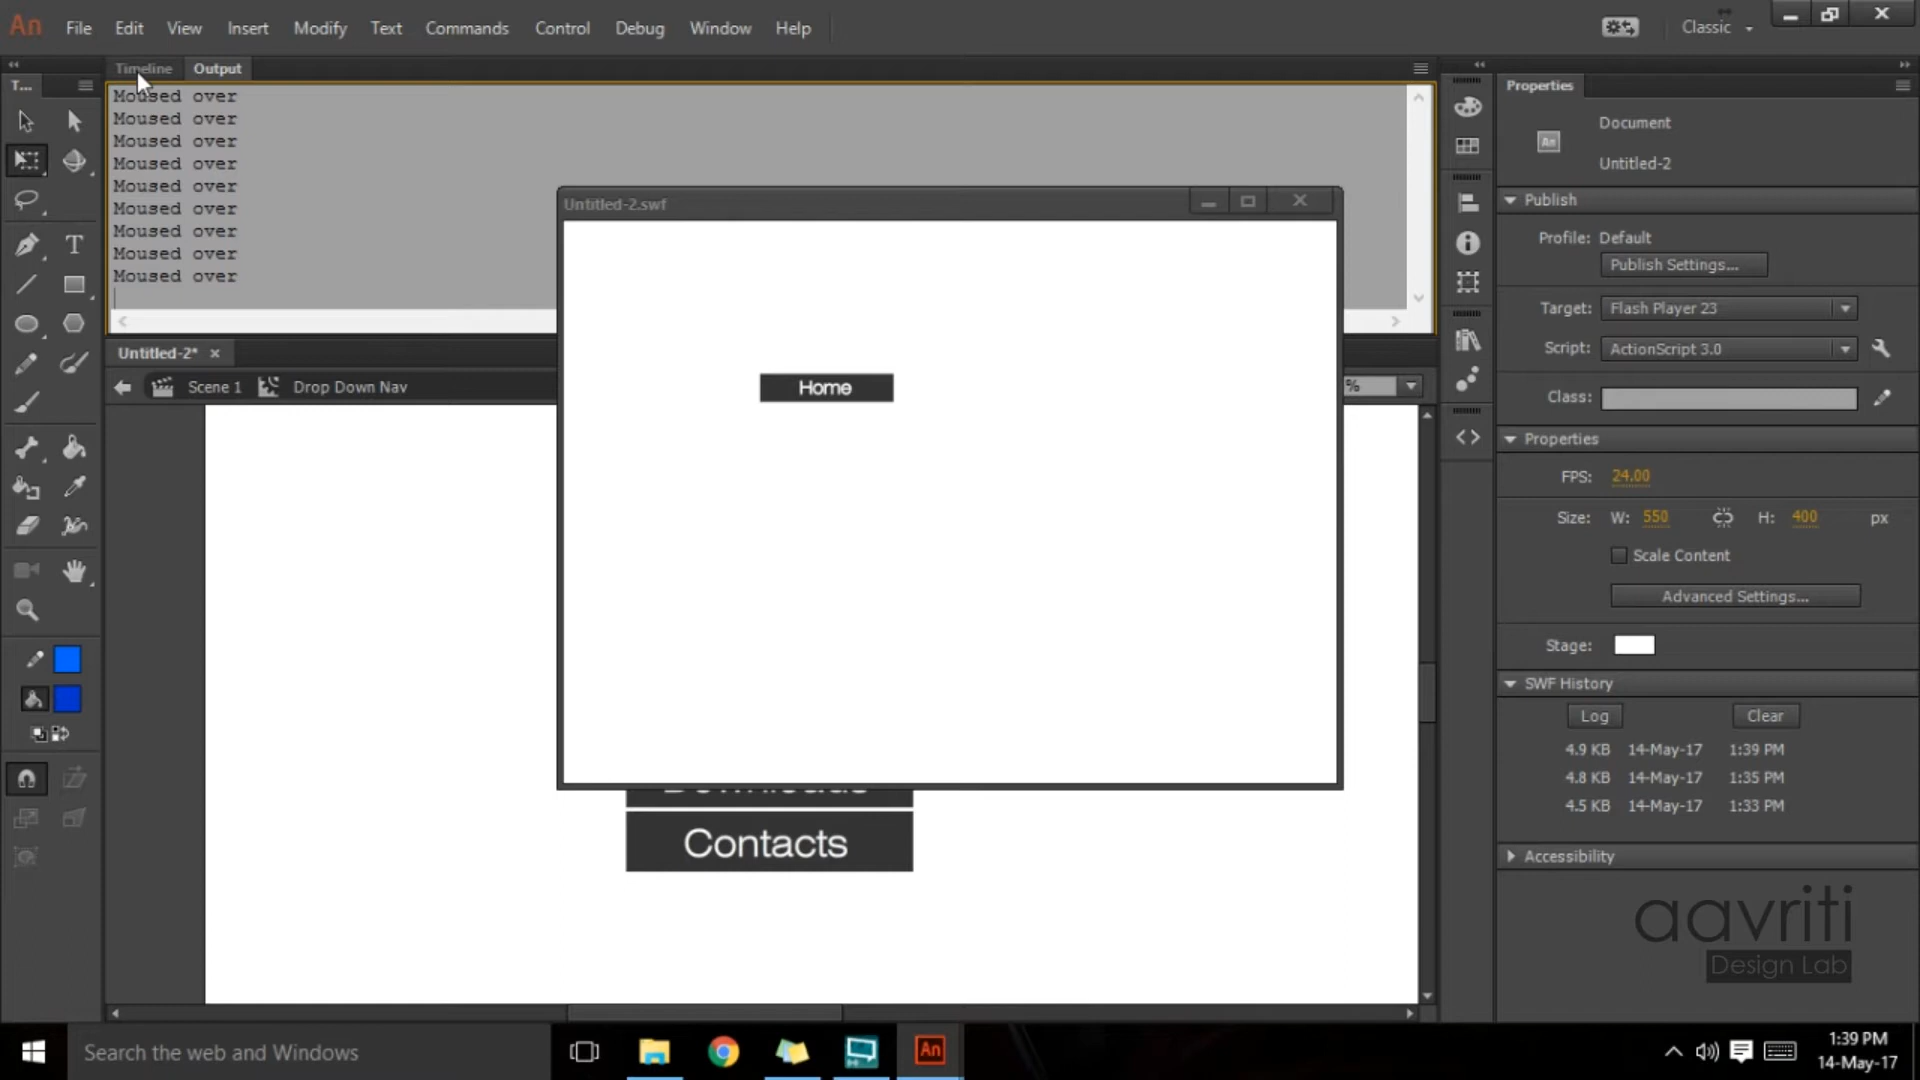 An File Edit View Insert Modify Text Commands Control Debug Window Help Classic
Timeline Output
T...
Moused over
Moused over
Moused over
Moused over
Moused over
Moused over
Moused over
Moused over
Moused over
Untitled-2* ×
Scene 1 Drop Down Nav
%
Untitled-2.swf
Home
Contacts
Properties
An Document
Untitled-2
Publish
Profile: Default
Publish Settings...
Target: Flash Player 23
Script: ActionScript 3.0
Class:
Properties
FPS: 24.00
Size: W: 550 H: 400 px
Scale Content
Advanced Settings...
Stage:
SWF History
Log Clear
4.9 KB 14-May-17 1:39 PM
4.8 KB 14-May-17 1:35 PM
4.5 KB 14-May-17 1:33 PM
Accessibility
aavriti
Design Lab
Search the web and Windows
An
1:39 PM
14-May-17